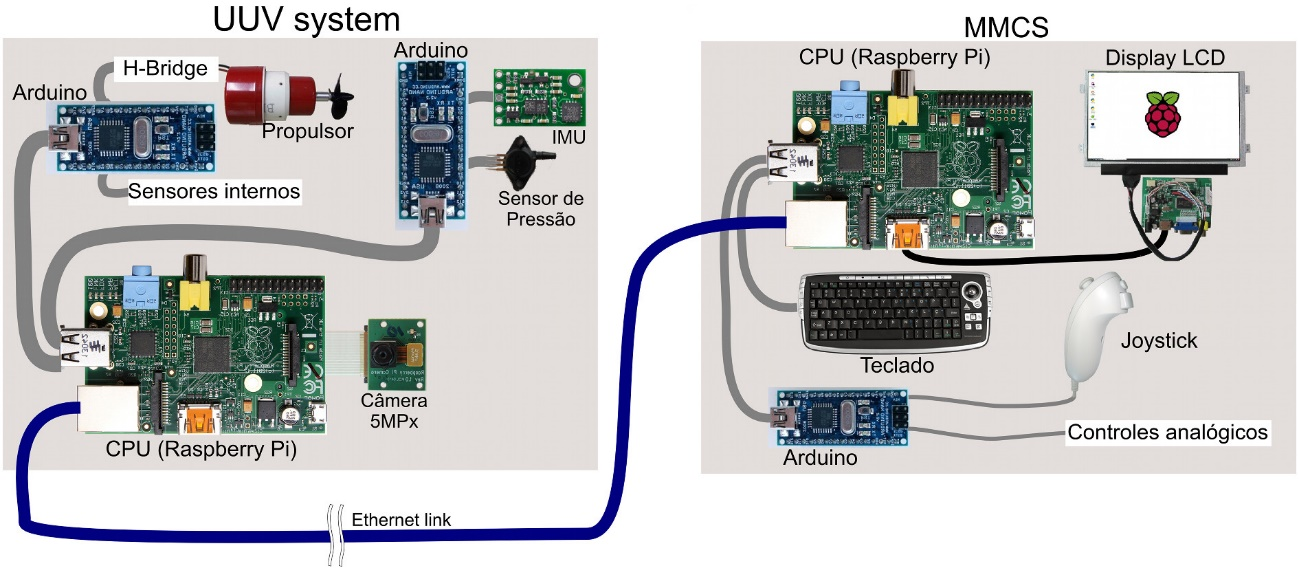 UUV system
MMCS
Arduino
H-Bridge
Propulsor
Sensores internos
Arduino
IMU
Sensor de
Pressão
Câmera
5MPx
CPU (Raspberry Pi)
Ethernet link
CPU (Raspberry Pi)
Display LCD
Teclado
Joystick
Arduino
Controles analógicos